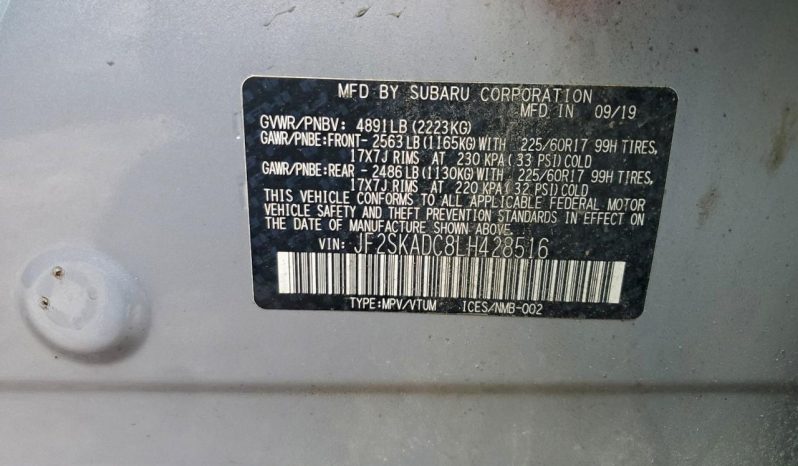 MFD BY SUBARU CORPORATION
MFD IN 09/19
GVWR/PNBV: 4891LB (2223KG)
GAWR/PNBE:FRONT- 2563LB (1165KG) WITH 225/60R17 99H TIRES,
17X7J RIMS AT 230 KPA (33 PSI) COLD
GAWR/PNBE:REAR - 2486LB (1130KG) WITH 225/60R17 99H TIRES,
17X7J RIMS AT 220 KPA (32 PSI) COLD
THIS VEHICLE CONFORMS TO ALL APPLICABLE FEDERAL MOTOR
VEHICLE SAFETY AND THEFT PREVENTION STANDARDS IN EFFECT ON
THE DATE OF MANUFACTURE SHOWN ABOVE.
VIN: JF2SKADC8LH428516
TYPE:MPV/VTUM ICES/NMB-002